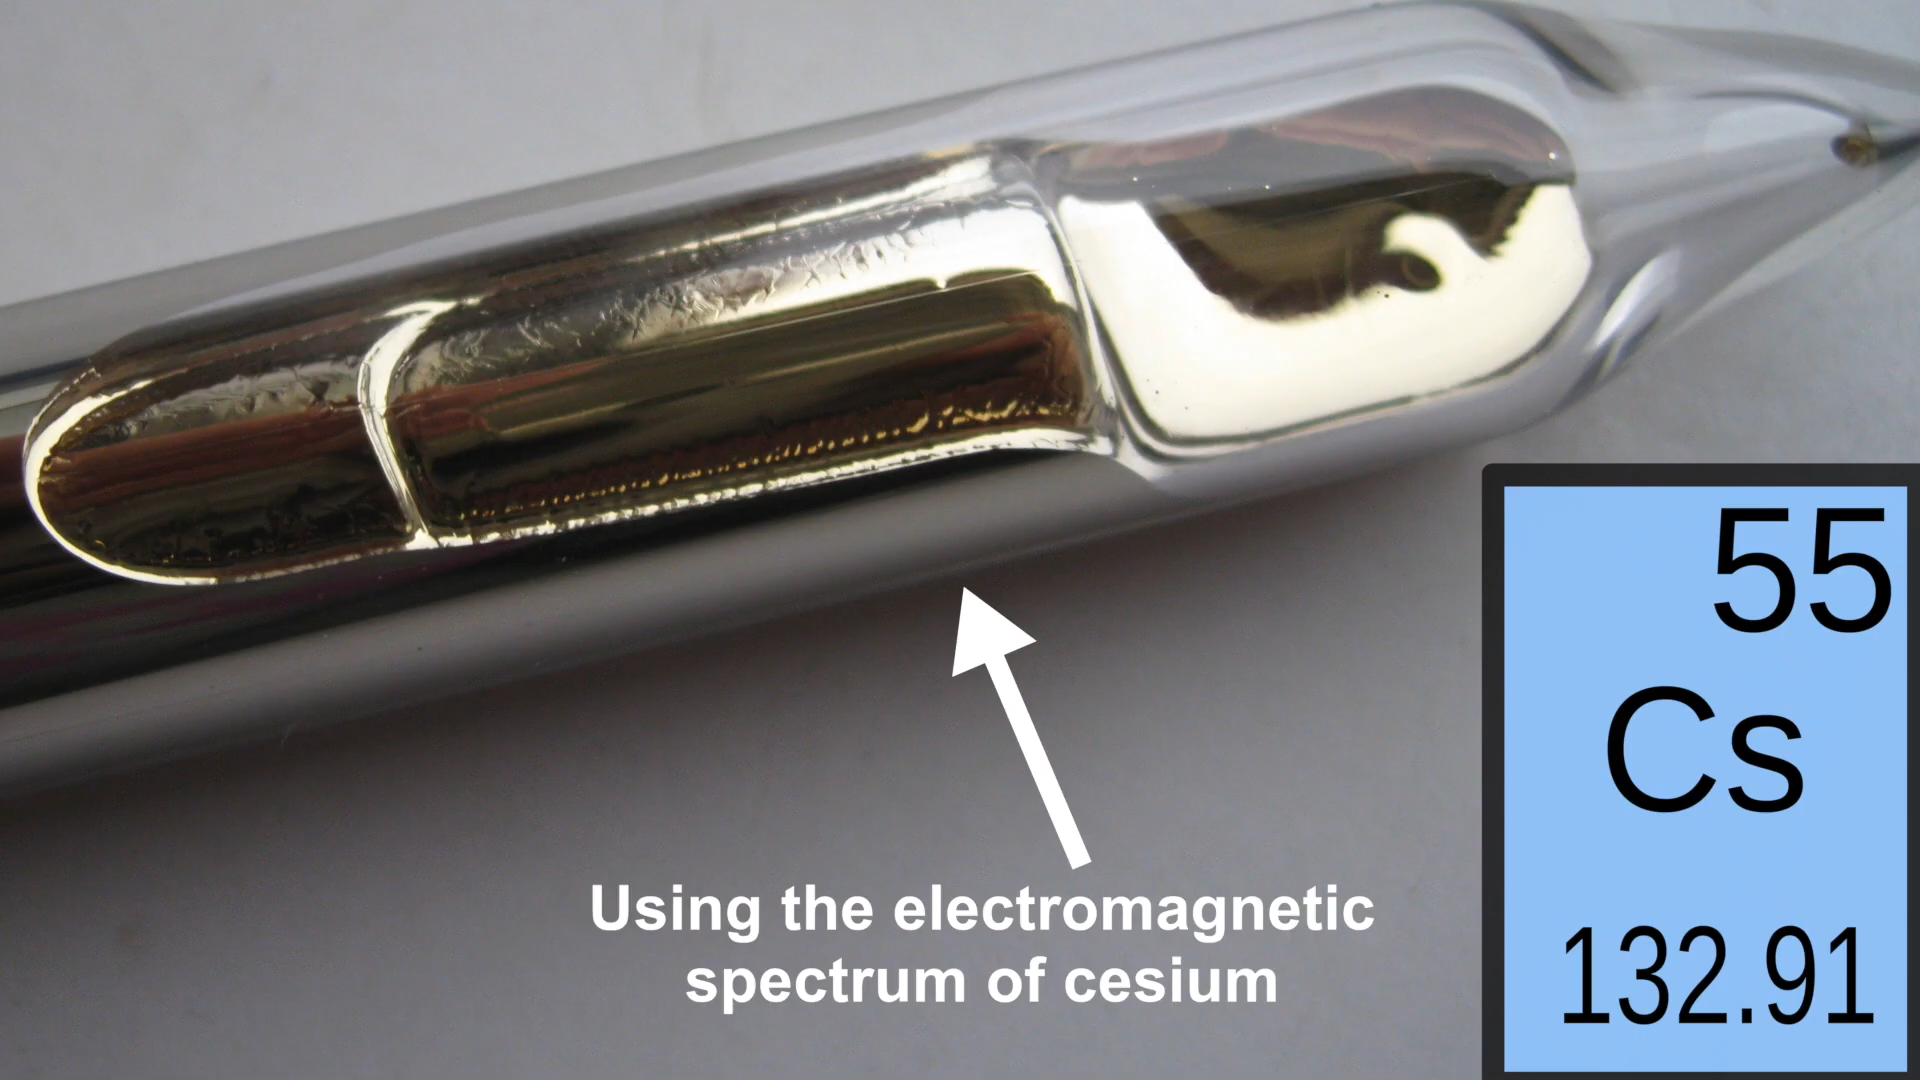 55
Cs
132.91
Using the electromagnetic
spectrum of cesium